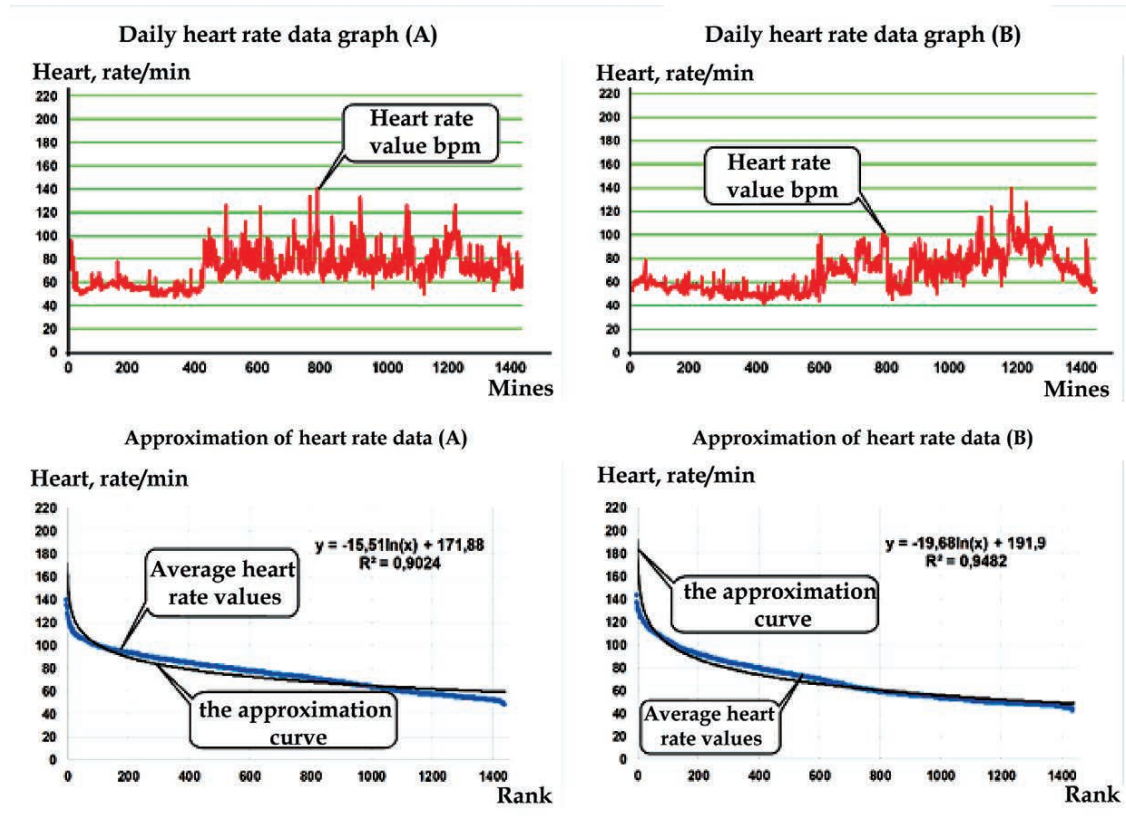 Daily heart rate data graph (A)
Heart, rate/min
220
200
180
160
140
120
100
80
60
40
20
0
Heart rate
value bpm
0 200 400 600 800 1000 1200 1400
Mines
Daily heart rate data graph (B)
Heart, rate/min
220
200
180
160
140
120
100
80
60
40
20
0
Heart rate
value bpm
0 200 400 600 800 1000 1200 1400
Mines
Approximation of heart rate data (A)
Heart, rate/min
220
200
180
160
140
120
100
80
60
40
20
0
y = -15,51ln(x) + 171,88
R² = 0,9024
Average heart
rate values
the approximation
curve
0 200 400 600 800 1000 1200 1400
Rank
Approximation of heart rate data (B)
Heart, rate/min
220
200
180
160
140
120
100
80
60
40
20
0
y = -19,68ln(x) + 191,9
R² = 0,9482
the approximation
curve
Average heart
rate values
0 200 400 600 800 1000 1200 1400
Rank